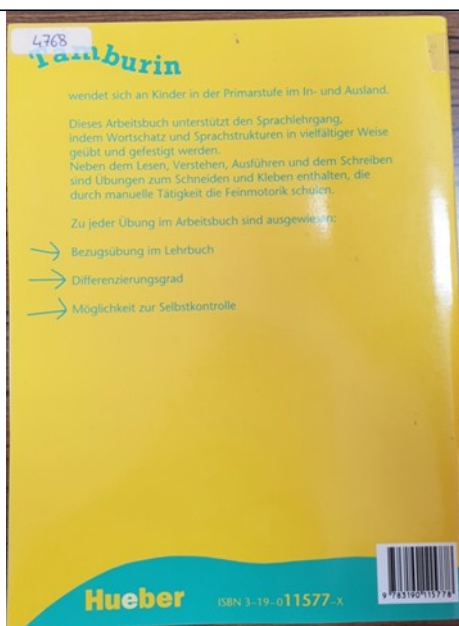 4768
Tamburin
wendet sich an Kinder in der Primarstufe im In- und Ausland.
Dieses Arbeitsbuch unterstützt den Sprachlehrgang,
indem Wortschatz und Sprachstrukturen in vielfältiger Weise
geübt und gefestigt werden.
Neben dem Lesen, Verstehen, Ausführen und dem Schreiben
sind Übungen zum Schneiden und Kleben enthalten, die
durch manuelle Tätigkeit die Feinmotorik schulen.
Zu jeder Übung im Arbeitsbuch sind ausgewiesen:
Bezugsübung im Lehrbuch
Differenzierungsgrad
Möglichkeit zur Selbstkontrolle
9 783190 115778
Hueber ISBN 3–19–011577–X